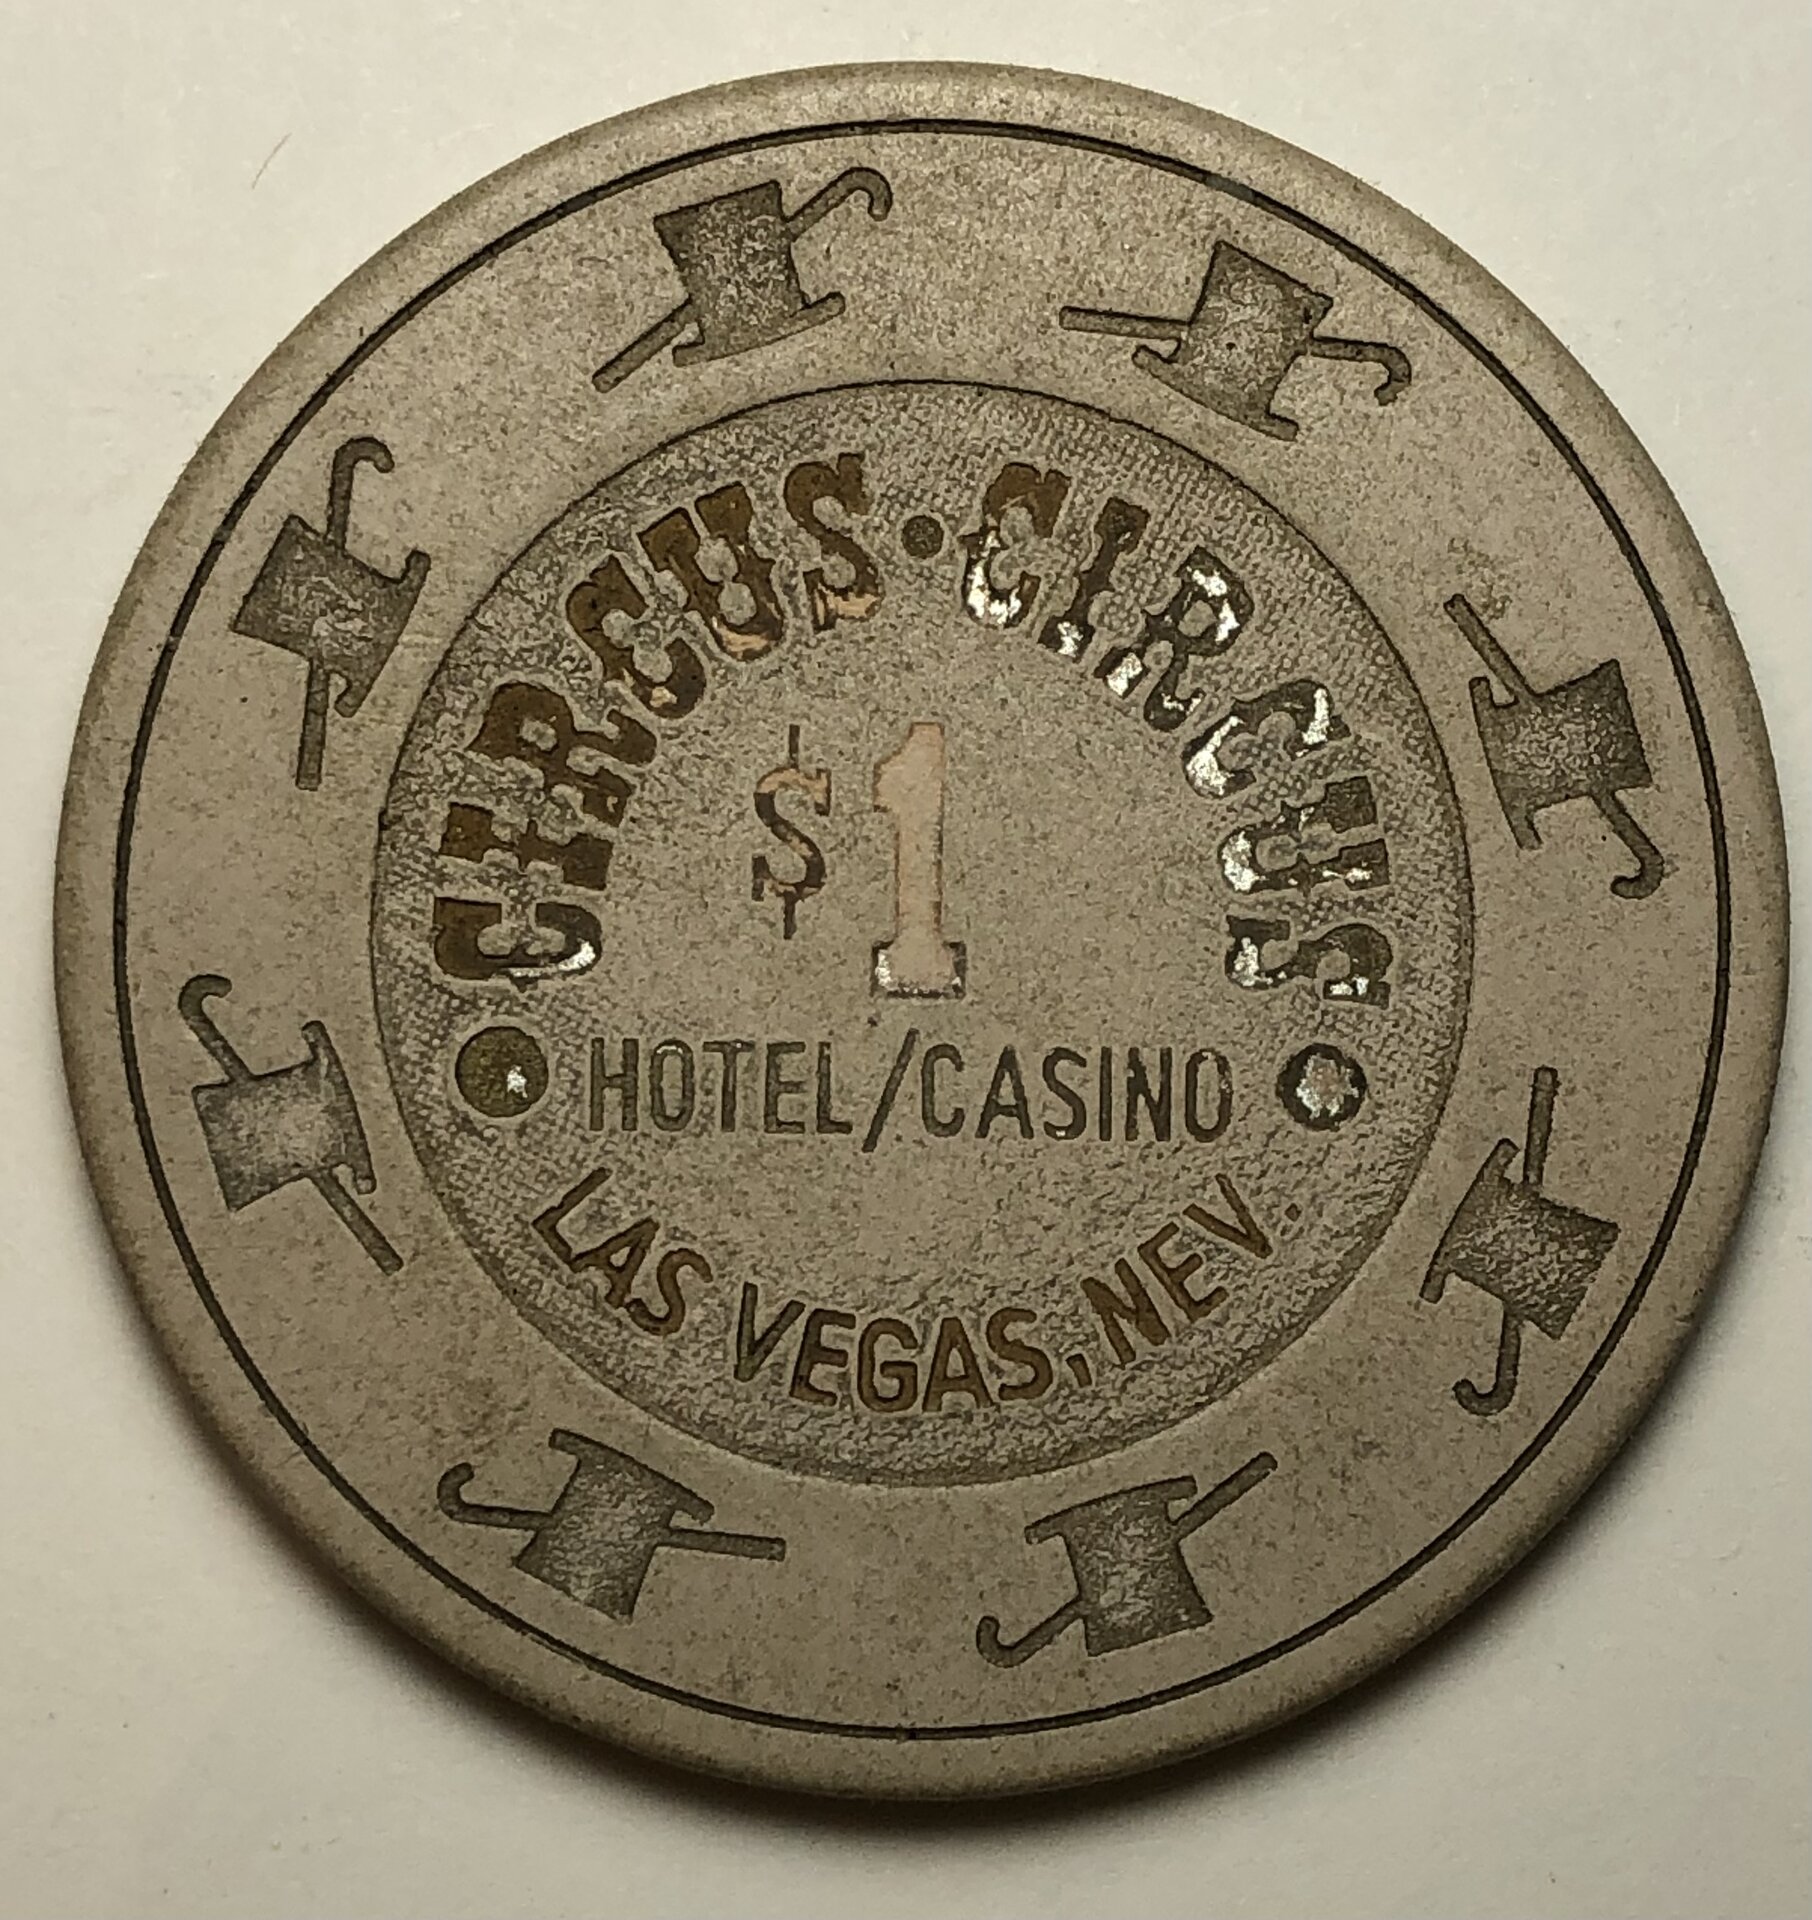 CIRCUS • CIRCUS
$1
• HOTEL/CASINO •
LAS VEGAS, NEV.